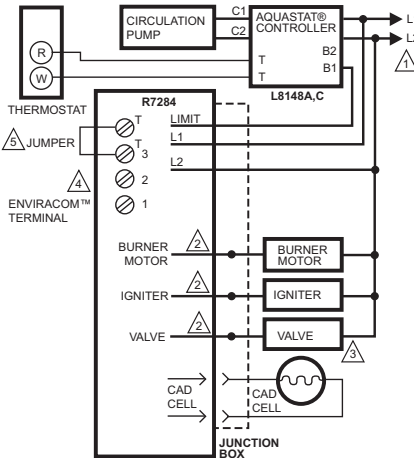 CIRCULATION
PUMP
C1
C2
AQUASTAT®
CONTROLLER
B2
B1
T
T
L8148A,C
L
L
1
R
W
THERMOSTAT
R7284
5
JUMPER
T
T
3
2
1
4
ENVIRACOM™
TERMINAL
LIMIT
L1
L2
BURNER
MOTOR
2
BURNER
MOTOR
IGNITER
2
IGNITER
VALVE
2
VALVE
3
CAD
CELL
CAD
CELL
JUNCTION
BOX